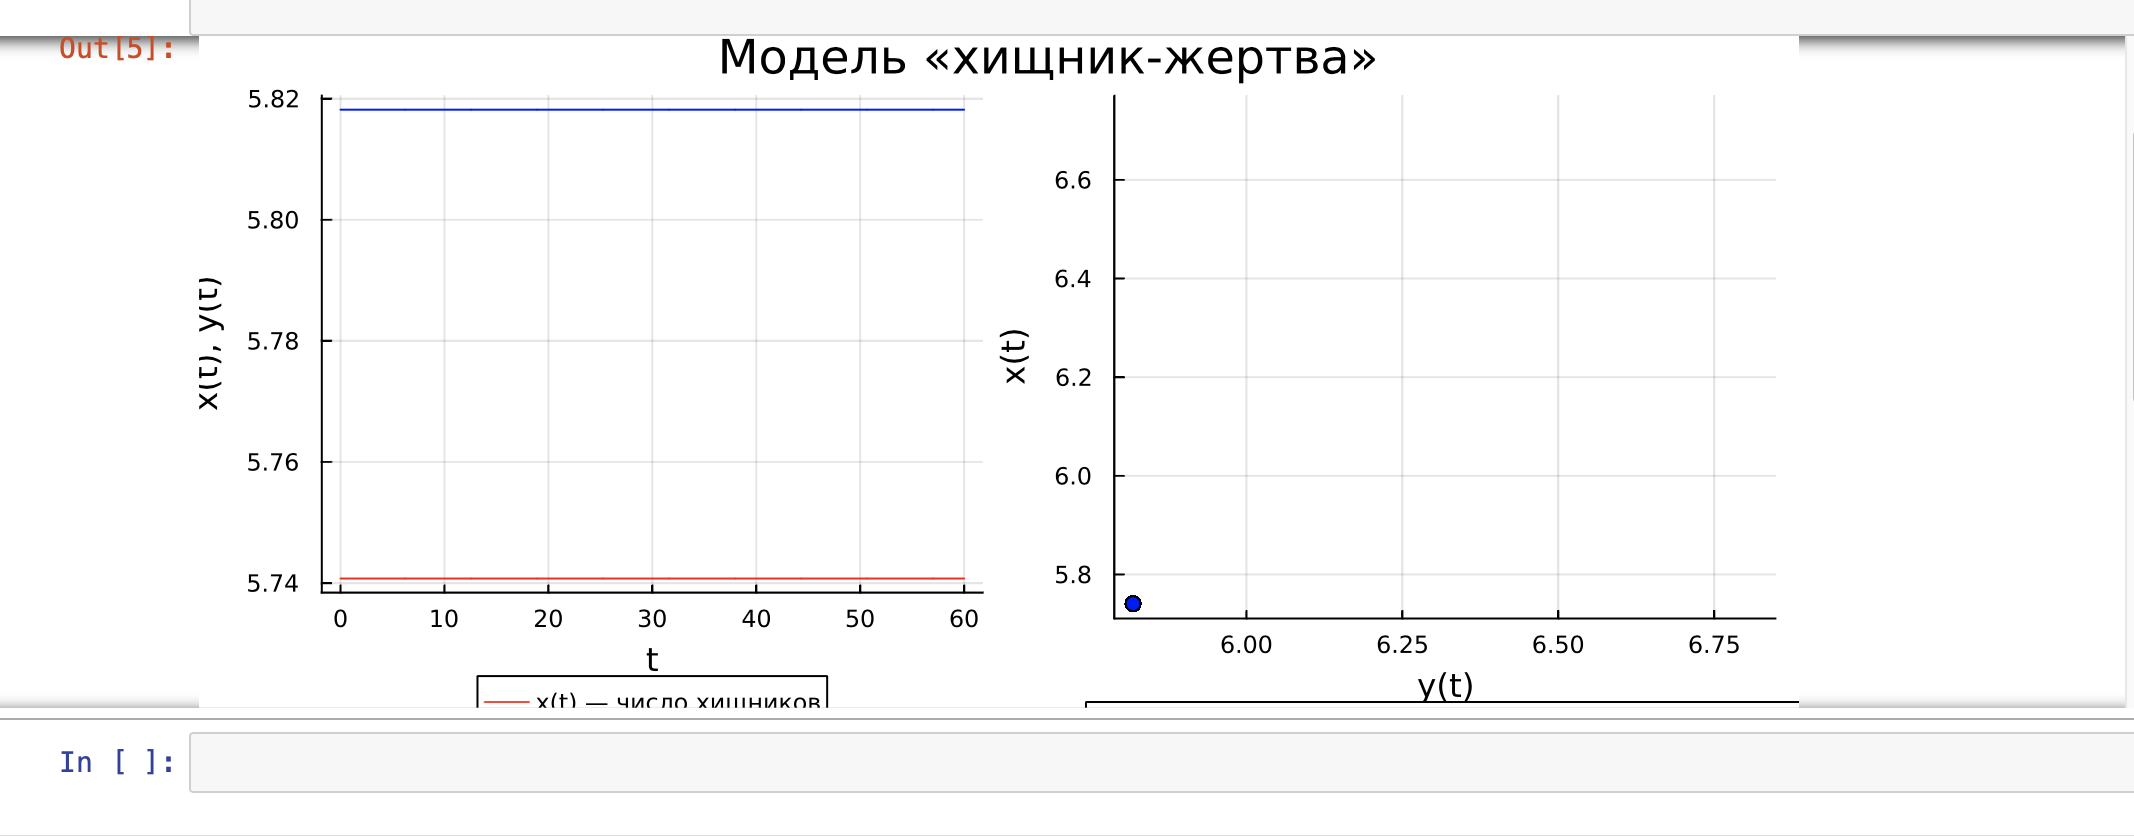 Out[5]:
Модель «хищник-жертва»
5.82
5.80
5.78
5.76
5.74
x(t), y(t)
0 10 20 30 40 50 60
t
x(t) — число хищников
6.6
6.4
6.2
6.0
5.8
x(t)
6.00 6.25 6.50 6.75
y(t)
In [ ]: